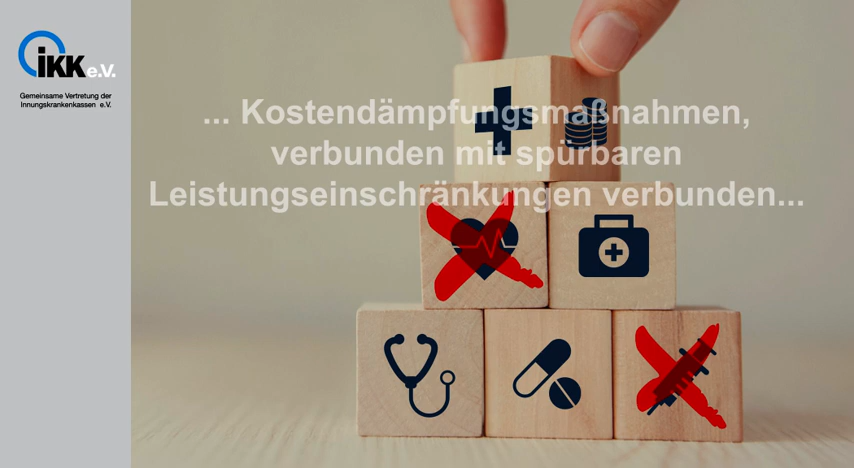 iKK e.V.
Gemeinsame Vertretung der
Innungskrankenkassen e.V.
... Kostendämpfungsmaßnahmen,
verbunden mit spürbaren
Leistungseinschränkungen verbunden...